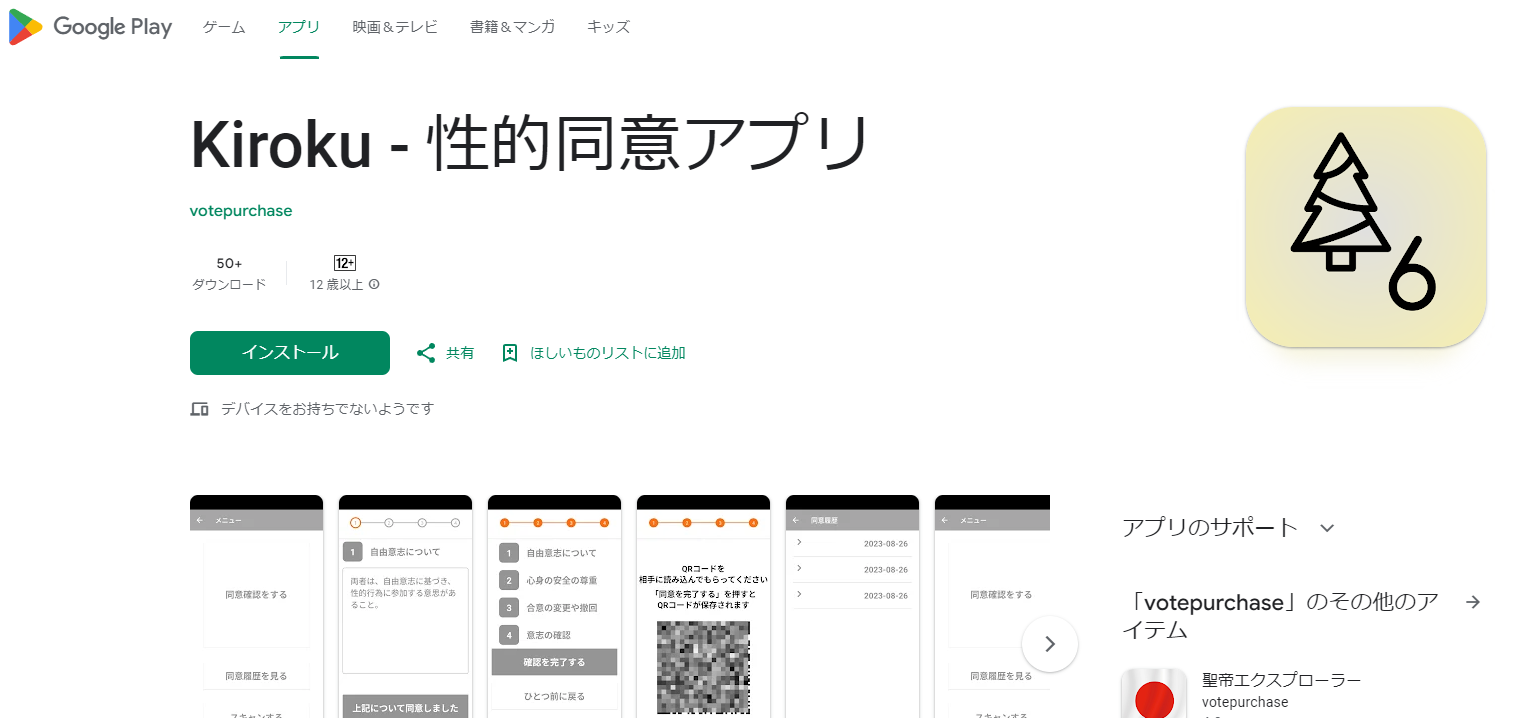 Google Play ゲーム アプリ 映画＆テレビ 書籍＆マンガ キッズ
Kiroku - 性的同意アプリ
votepurchase
50+
ダウンロード
12+
12 歳以上
インストール
共有
ほしいものリストに追加
デバイスをお持ちでないようです
6
メニュー
同意確認をする
同意履歴を見る
スキャンする
1 2 3 4
1 自由意志について
両者は、自由意志に基づき、
性的行為に参加する意思があ
ること。
上記について同意しました
1 2 3 4
1 自由意志について
2 心身の安全の尊重
3 合意の変更や撤回
4 意志の確認
確認を完了する
ひとつ前に戻る
1 2 3 4
QRコードを
相手に読み込んでもらってください
「同意を完了する」を押すと
QRコードが保存されます
同意履歴
2023-08-26
2023-08-26
2023-08-26
メニュー
同意確認をする
同意履歴を見る
スキャンする
アプリのサポート
「votepurchase」のその他のア
イテム
聖帝エクスプローラー
votepurchase